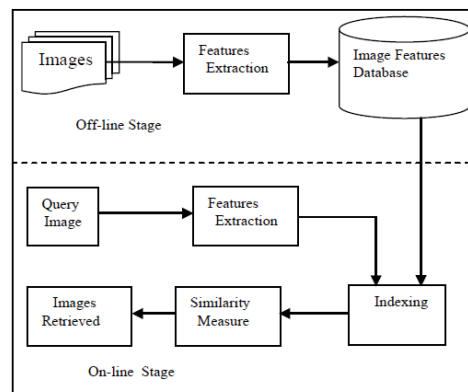 Images
Features
Extraction
Image Features
Database
Off-line Stage
Query
Image
Features
Extraction
Images
Retrieved
Similarity
Measure
Indexing
On-line Stage